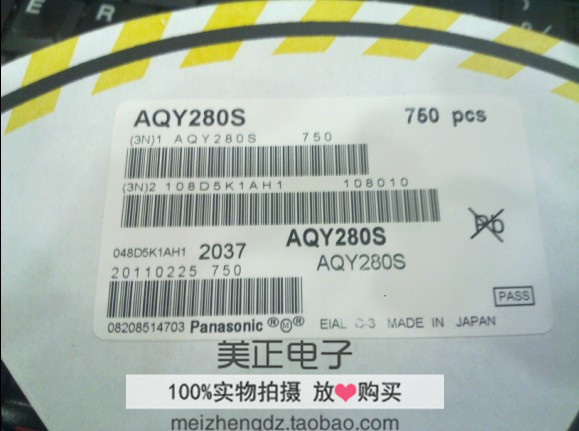 E R
AQY280S 750 pcs
(3N)1 AQY280S 750
(3N)2 108D5K1AH1 108010
Pb
AQY280S
048D5K1AH1 2037
AQY280S
20110225 750
PASS
08208514703 Panasonic ®Ⓜ® EIAL C-3 MADE IN JAPAN
美正电子
100%实物拍摄 放❤购买
meizhengdz.taobao.com